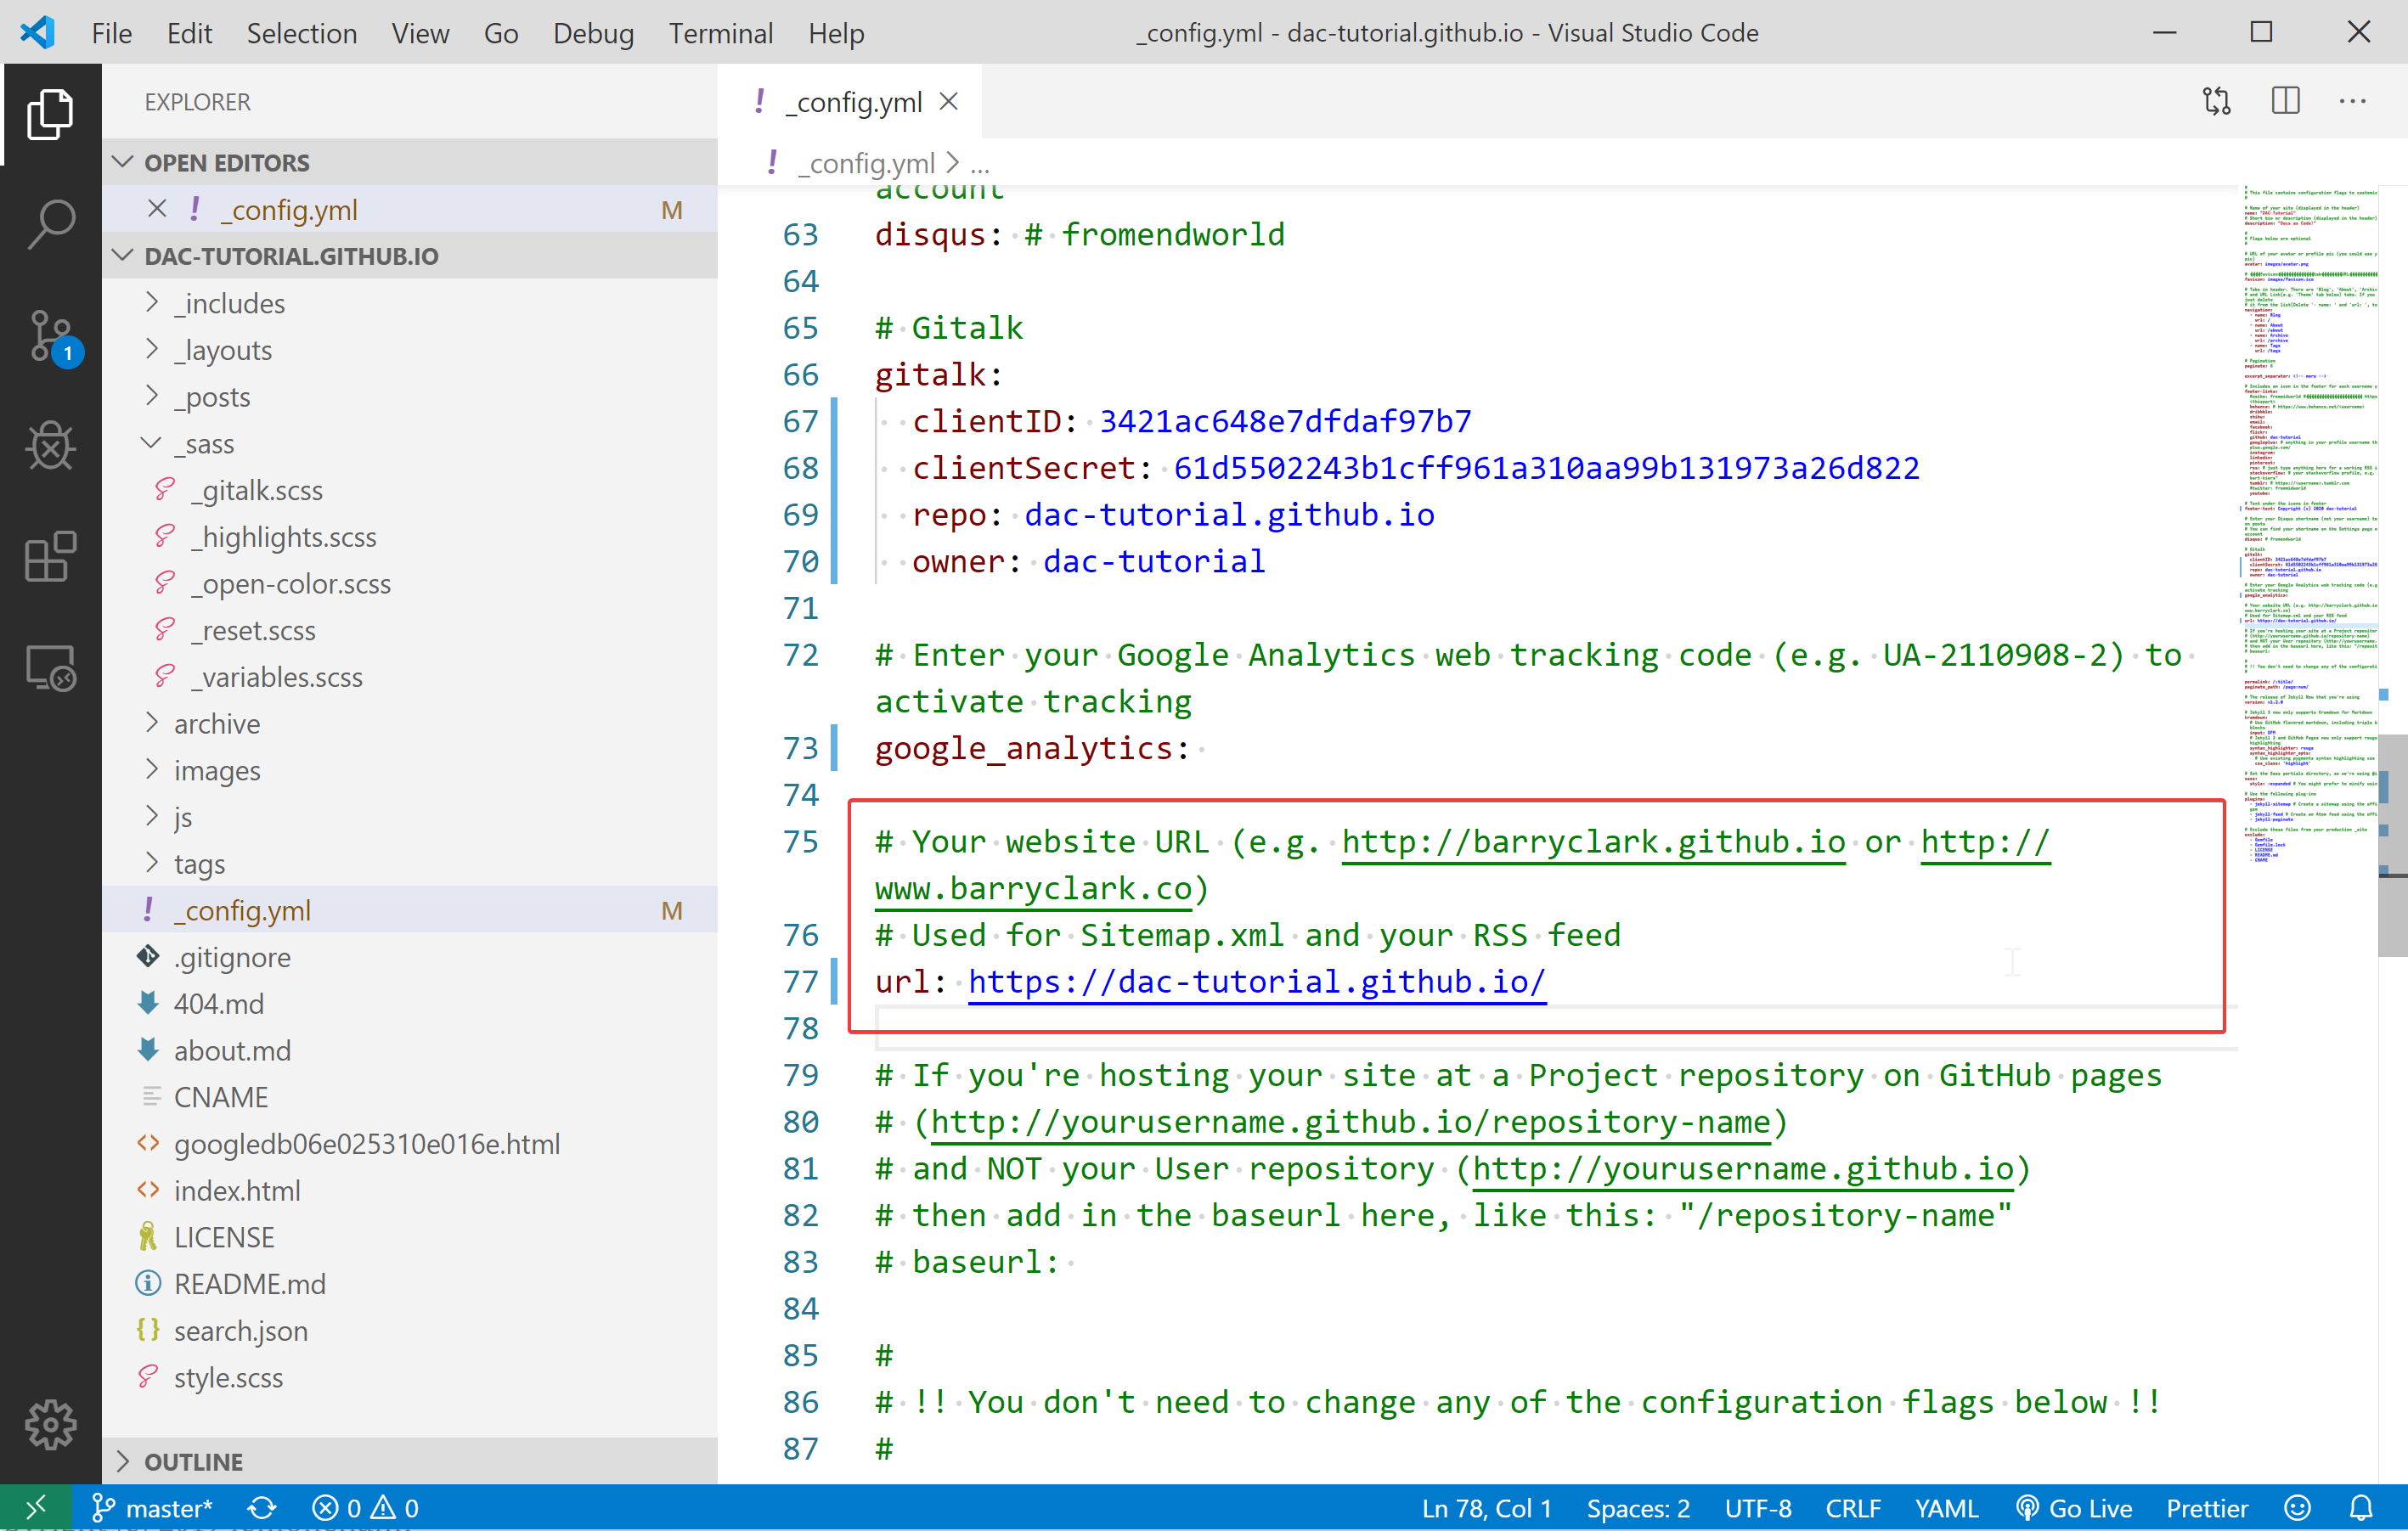 File Edit Selection View Go Debug Terminal Help
_config.yml - dac-tutorial.github.io - Visual Studio Code
EXPLORER
OPEN EDITORS
_config.yml M
DAC-TUTORIAL.GITHUB.IO
_includes
_layouts
_posts
_sass
_gitalk.scss
_highlights.scss
_open-color.scss
_reset.scss
_variables.scss
archive
images
js
tags
_config.yml M
.gitignore
404.md
about.md
CNAME
googledb06e025310e016e.html
index.html
LICENSE
README.md
search.json
style.scss
OUTLINE
1
_config.yml
_config.yml > ...
account
63 disqus: # fromendworld
64
65 # Gitalk
66 gitalk:
67 clientID: 3421ac648e7dfdaf97b7
68 clientSecret: 61d5502243b1cff961a310aa99b131973a26d822
69 repo: dac-tutorial.github.io
70 owner: dac-tutorial
71
72 # Enter your Google Analytics web tracking code (e.g. UA-2110908-2) to
activate tracking
73 google_analytics:
74
75 # Your website URL (e.g. http://barryclark.github.io or http://
www.barryclark.co)
76 # Used for Sitemap.xml and your RSS feed
77 url: https://dac-tutorial.github.io/
78
79 # If you're hosting your site at a Project repository on GitHub pages
80 # (http://yourusername.github.io/repository-name)
81 # and NOT your User repository (http://yourusername.github.io)
82 # then add in the baseurl here, like this: "/repository-name"
83 # baseurl:
84
85 #
86 # !! You don't need to change any of the configuration flags below !!
87 #
master* 0 0 Ln 78, Col 1 Spaces: 2 UTF-8 CRLF YAML Go Live Prettier